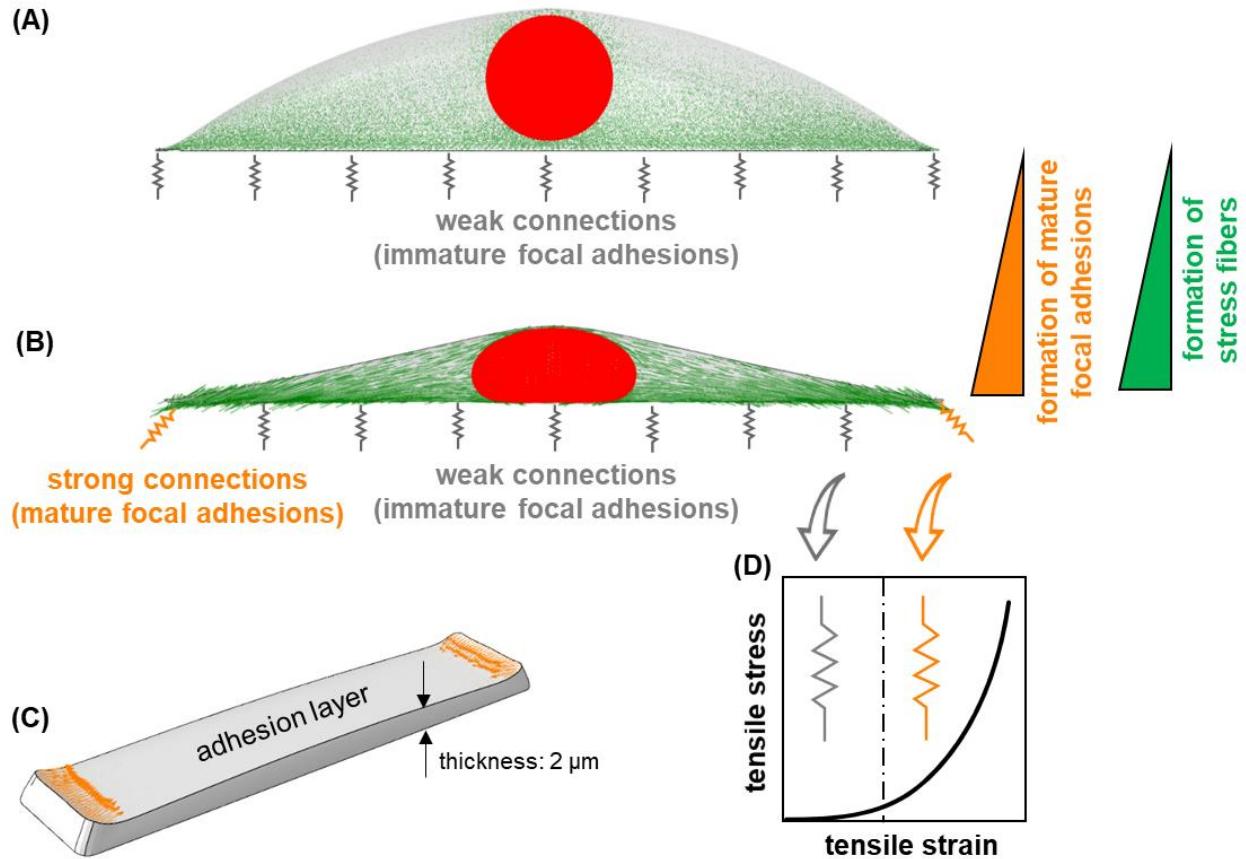 (A)
weak connections
(immature focal adhesions)
formation of mature
focal adhesions
formation of
stress fibers
(B)
strong connections
(mature focal adhesions)
weak connections
(immature focal adhesions)
(C)
adhesion layer
thickness: 2 µm
(D)
tensile stress
tensile strain